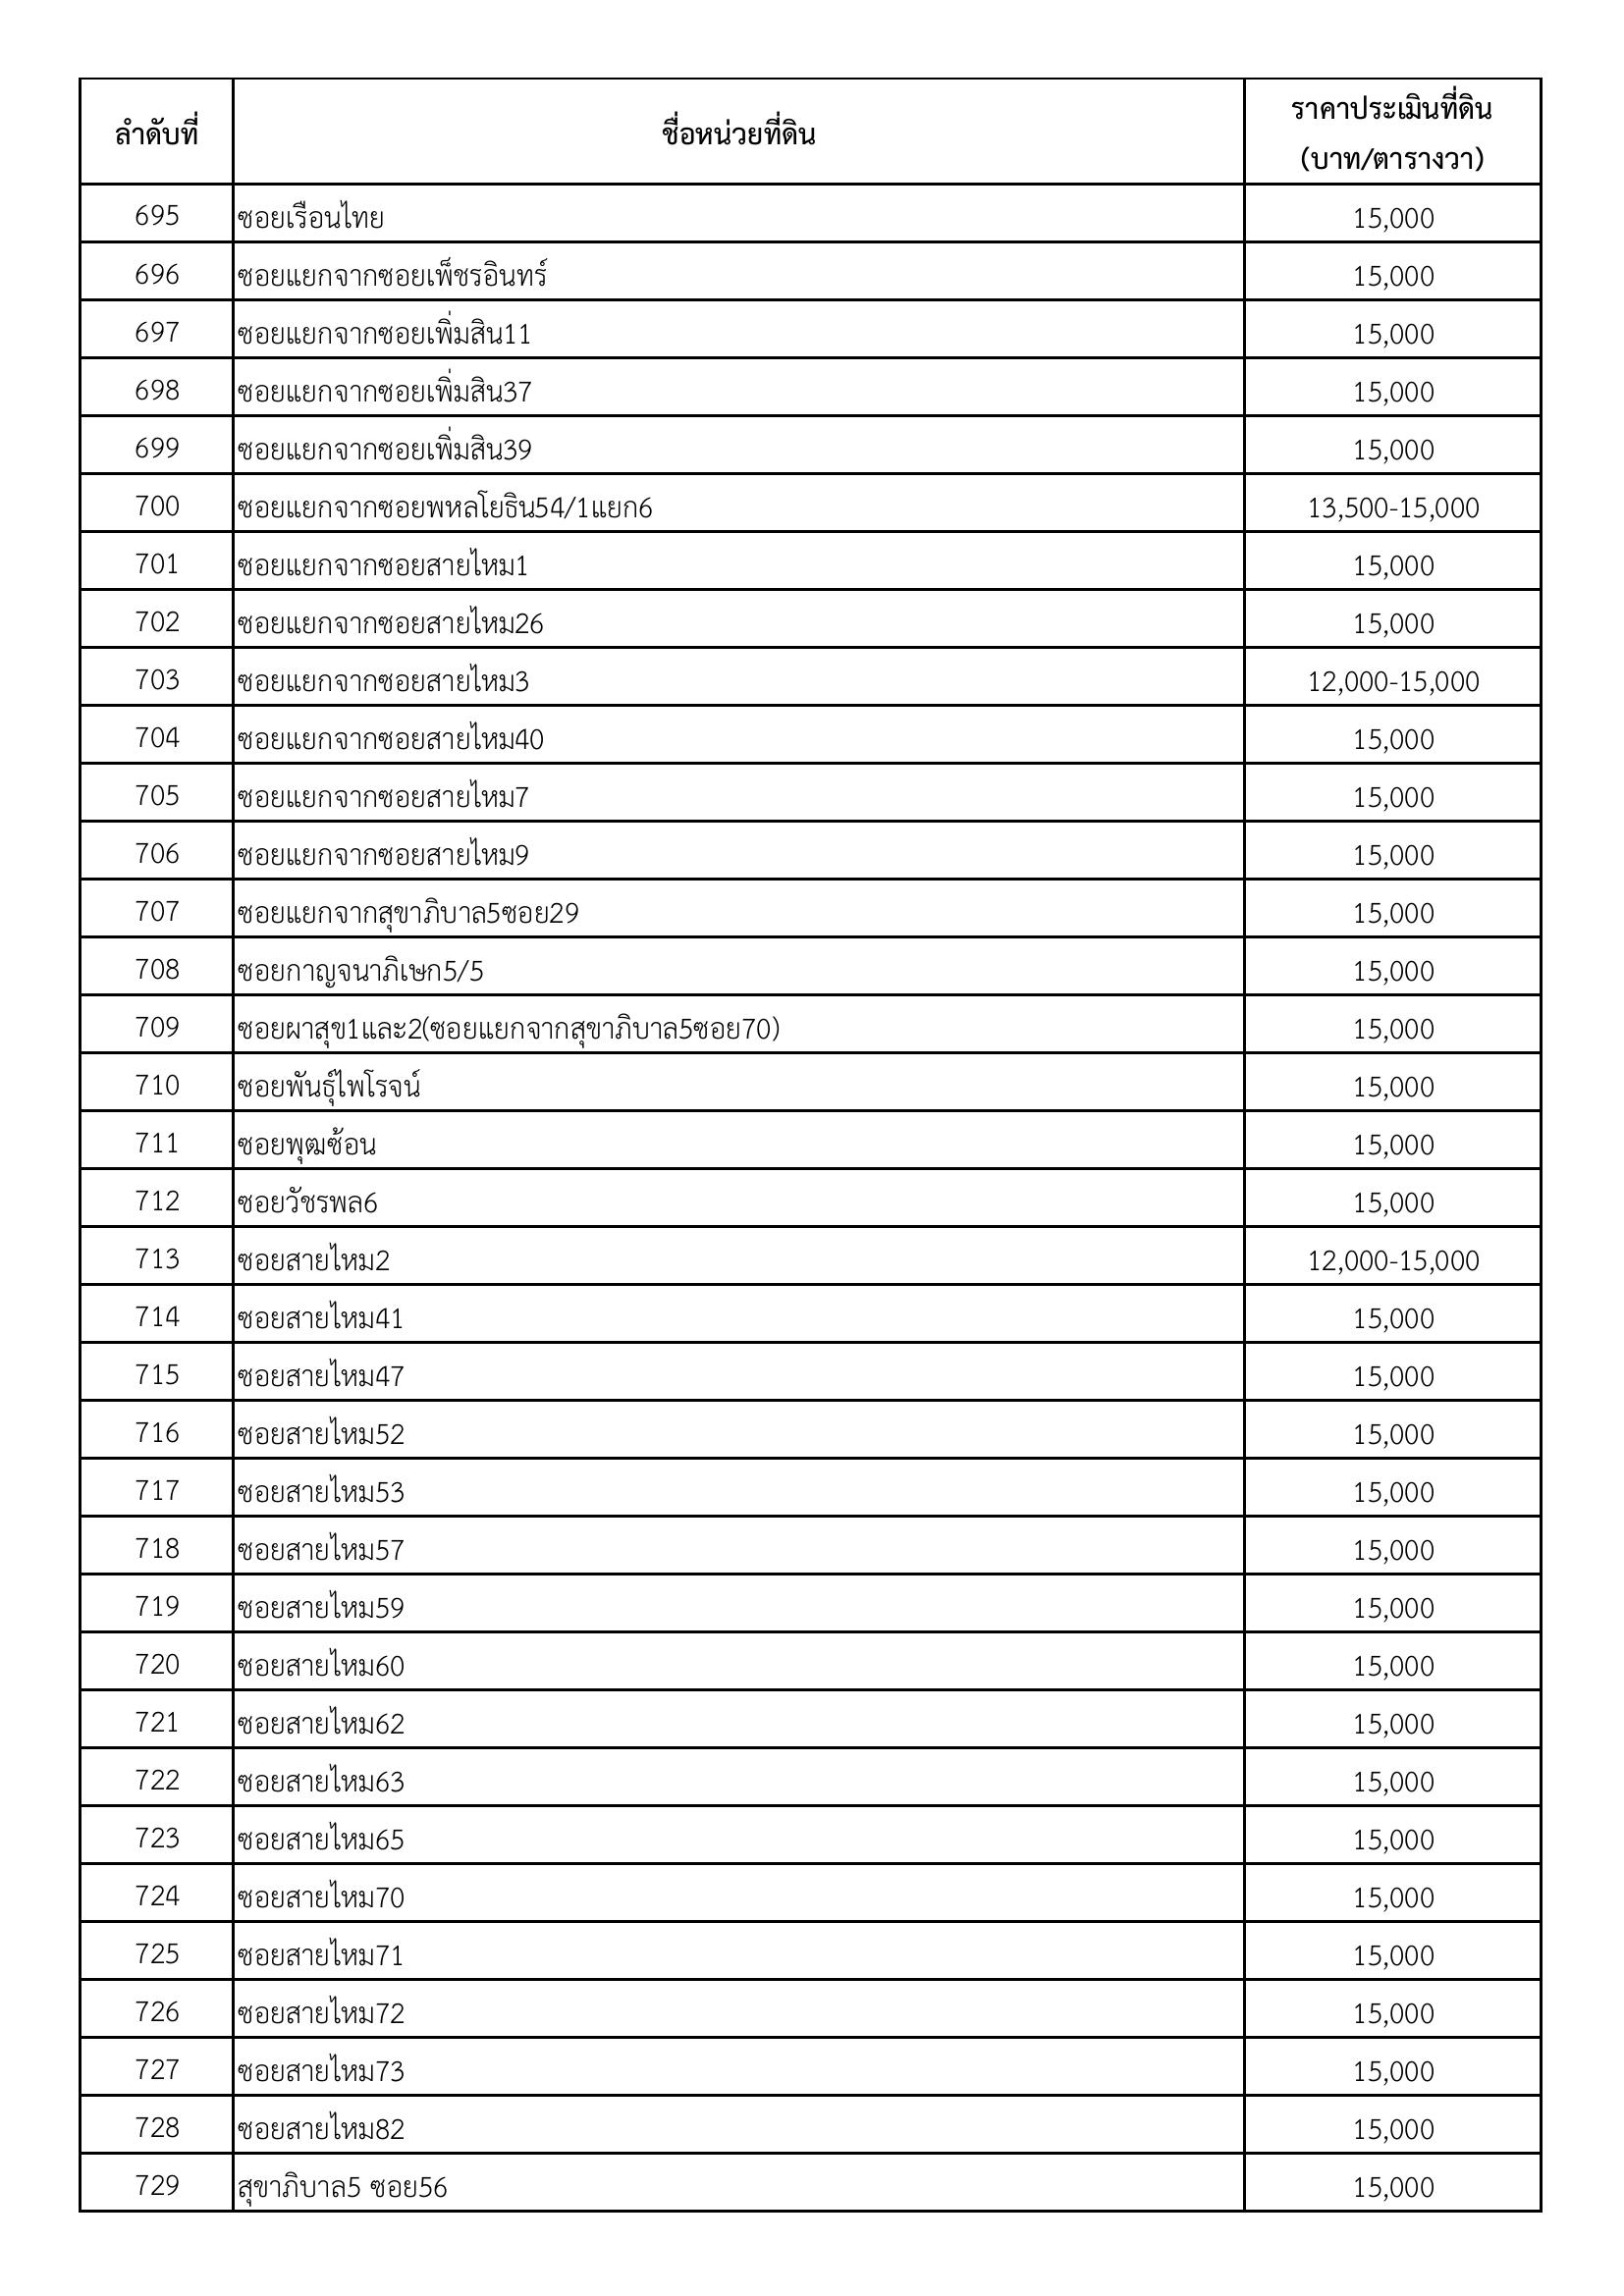 ลำดับที่ ชื่อหน่วยที่ดิน ราคาประเมินที่ดิน
(บาท/ตารางวา)
695 ซอยเรือนไทย 15,000
696 ซอยแยกจากซอยเพ็ชรอินทร์ 15,000
697 ซอยแยกจากซอยเพิ่มสิน11 15,000
698 ซอยแยกจากซอยเพิ่มสิน37 15,000
699 ซอยแยกจากซอยเพิ่มสิน39 15,000
700 ซอยแยกจากซอยพหลโยธิน54/1แยก6 13,500-15,000
701 ซอยแยกจากซอยสายไหม1 15,000
702 ซอยแยกจากซอยสายไหม26 15,000
703 ซอยแยกจากซอยสายไหม3 12,000-15,000
704 ซอยแยกจากซอยสายไหม40 15,000
705 ซอยแยกจากซอยสายไหม7 15,000
706 ซอยแยกจากซอยสายไหม9 15,000
707 ซอยแยกจากสุขาภิบาล5ซอย29 15,000
708 ซอยกาญจนาภิเษก5/5 15,000
709 ซอยผาสุข1และ2(ซอยแยกจากสุขาภิบาล5ซอย70) 15,000
710 ซอยพันธุ์ไพโรจน์ 15,000
711 ซอยพุฒซ้อน 15,000
712 ซอยวัชรพล6 15,000
713 ซอยสายไหม2 12,000-15,000
714 ซอยสายไหม41 15,000
715 ซอยสายไหม47 15,000
716 ซอยสายไหม52 15,000
717 ซอยสายไหม53 15,000
718 ซอยสายไหม57 15,000
719 ซอยสายไหม59 15,000
720 ซอยสายไหม60 15,000
721 ซอยสายไหม62 15,000
722 ซอยสายไหม63 15,000
723 ซอยสายไหม65 15,000
724 ซอยสายไหม70 15,000
725 ซอยสายไหม71 15,000
726 ซอยสายไหม72 15,000
727 ซอยสายไหม73 15,000
728 ซอยสายไหม82 15,000
729 สุขาภิบาล5 ซอย56 15,000